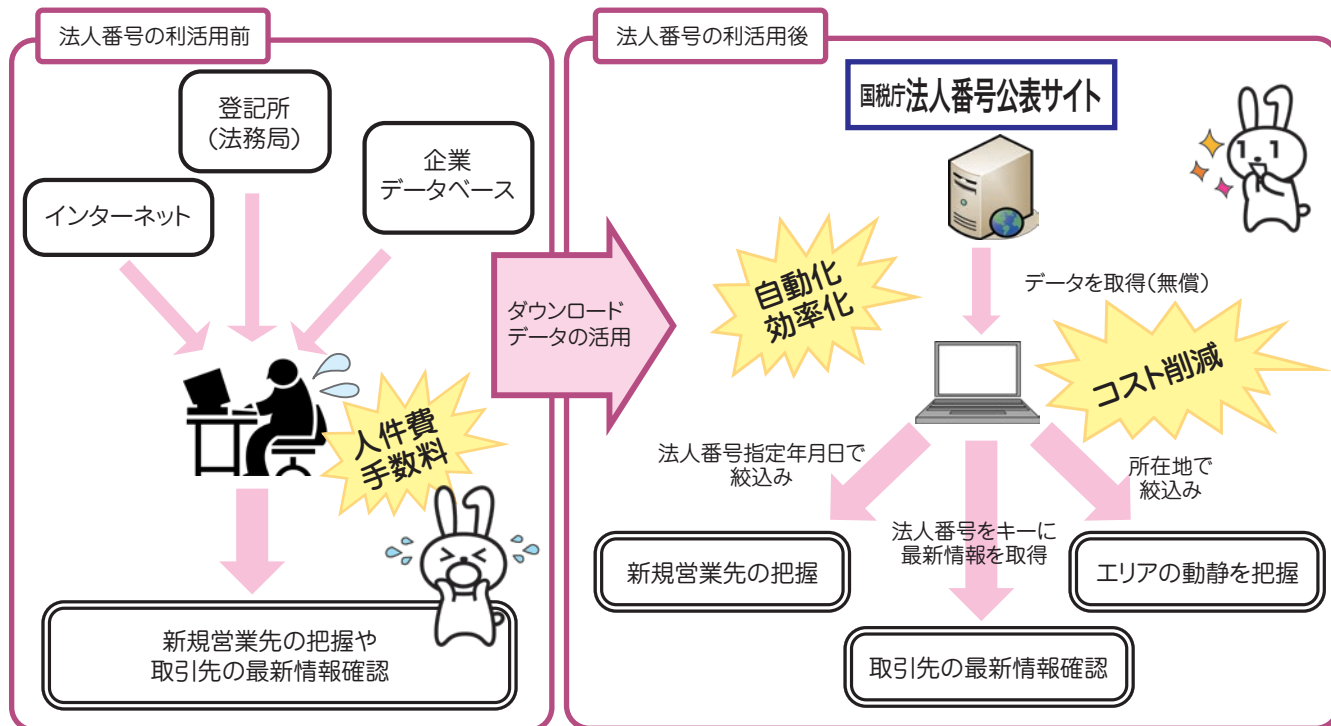 法人番号の利活用前
登記所
（法務局）
企業
データベース
インターネット
人件費
手数料
新規営業先の把握や
取引先の最新情報確認
ダウンロード
データの活用
法人番号の利活用後
国税庁法人番号公表サイト
自動化
効率化
データを取得（無償）
コスト削減
法人番号指定年月日で
絞込み
所在地で
絞込み
法人番号をキーに
最新情報を取得
新規営業先の把握
エリアの動静を把握
取引先の最新情報確認